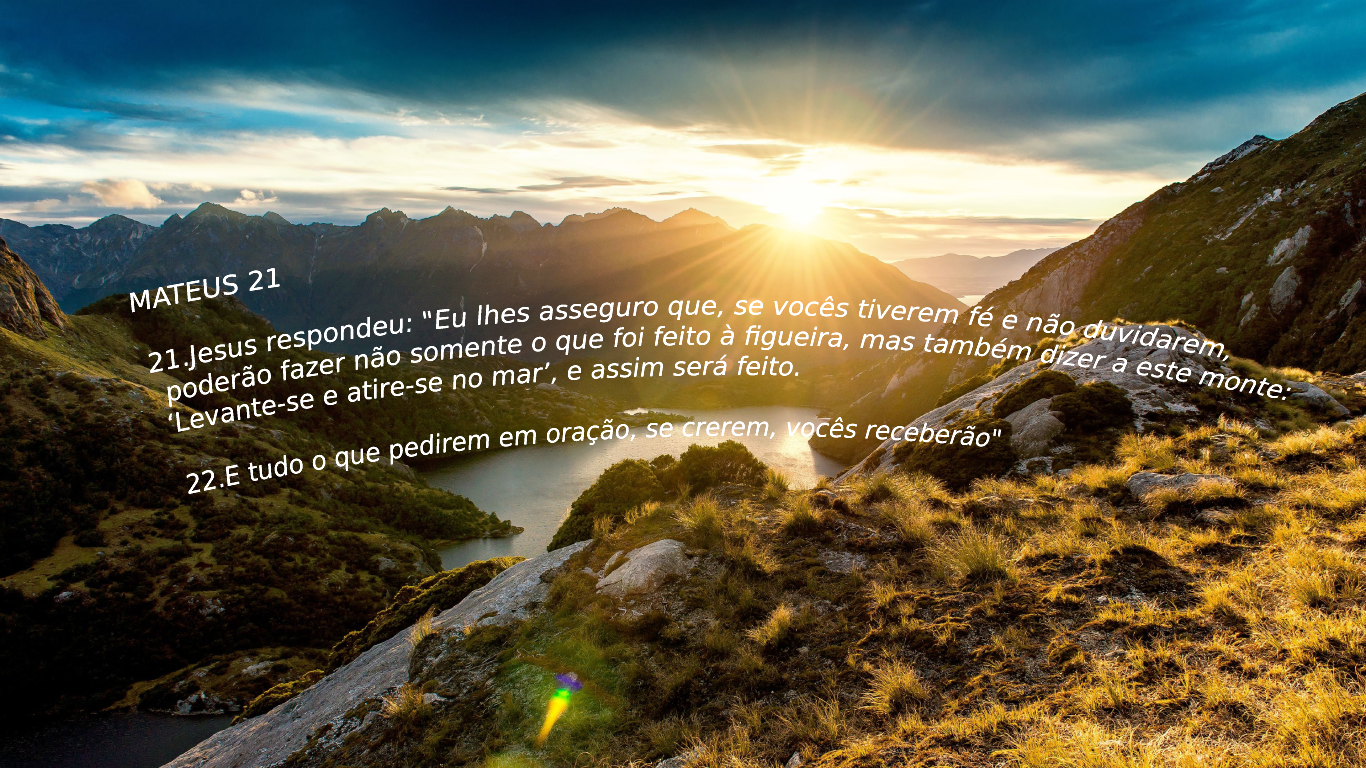 MATEUS 21
21.Jesus respondeu: "Eu lhes asseguro que, se vocês tiverem fé e não duvidarem,
poderão fazer não somente o que foi feito à figueira, mas também dizer a este monte:
‘Levante-se e atire-se no mar’, e assim será feito.
22.E tudo o que pedirem em oração, se crerem, vocês receberão"